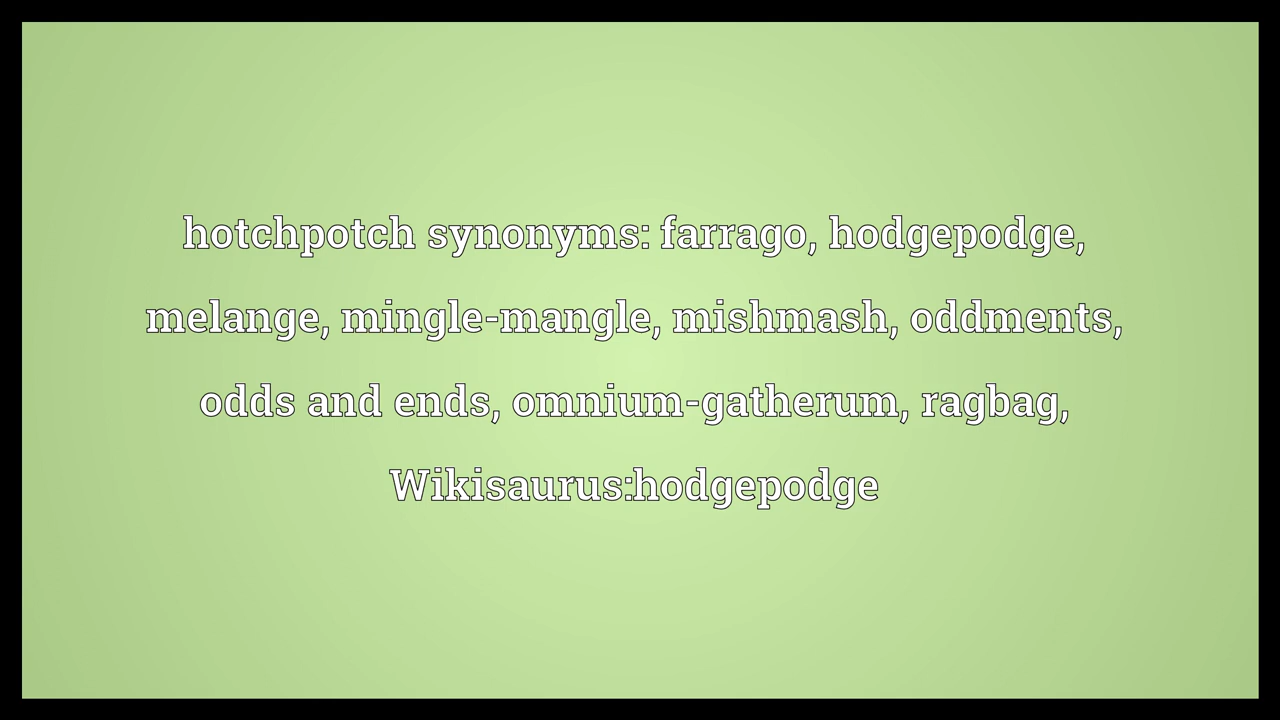 hotchpotch synonyms: farrago, hodgepodge,
melange, mingle-mangle, mishmash, oddments,
odds and ends, omnium-gatherum, ragbag,
Wikisaurus:hodgepodge